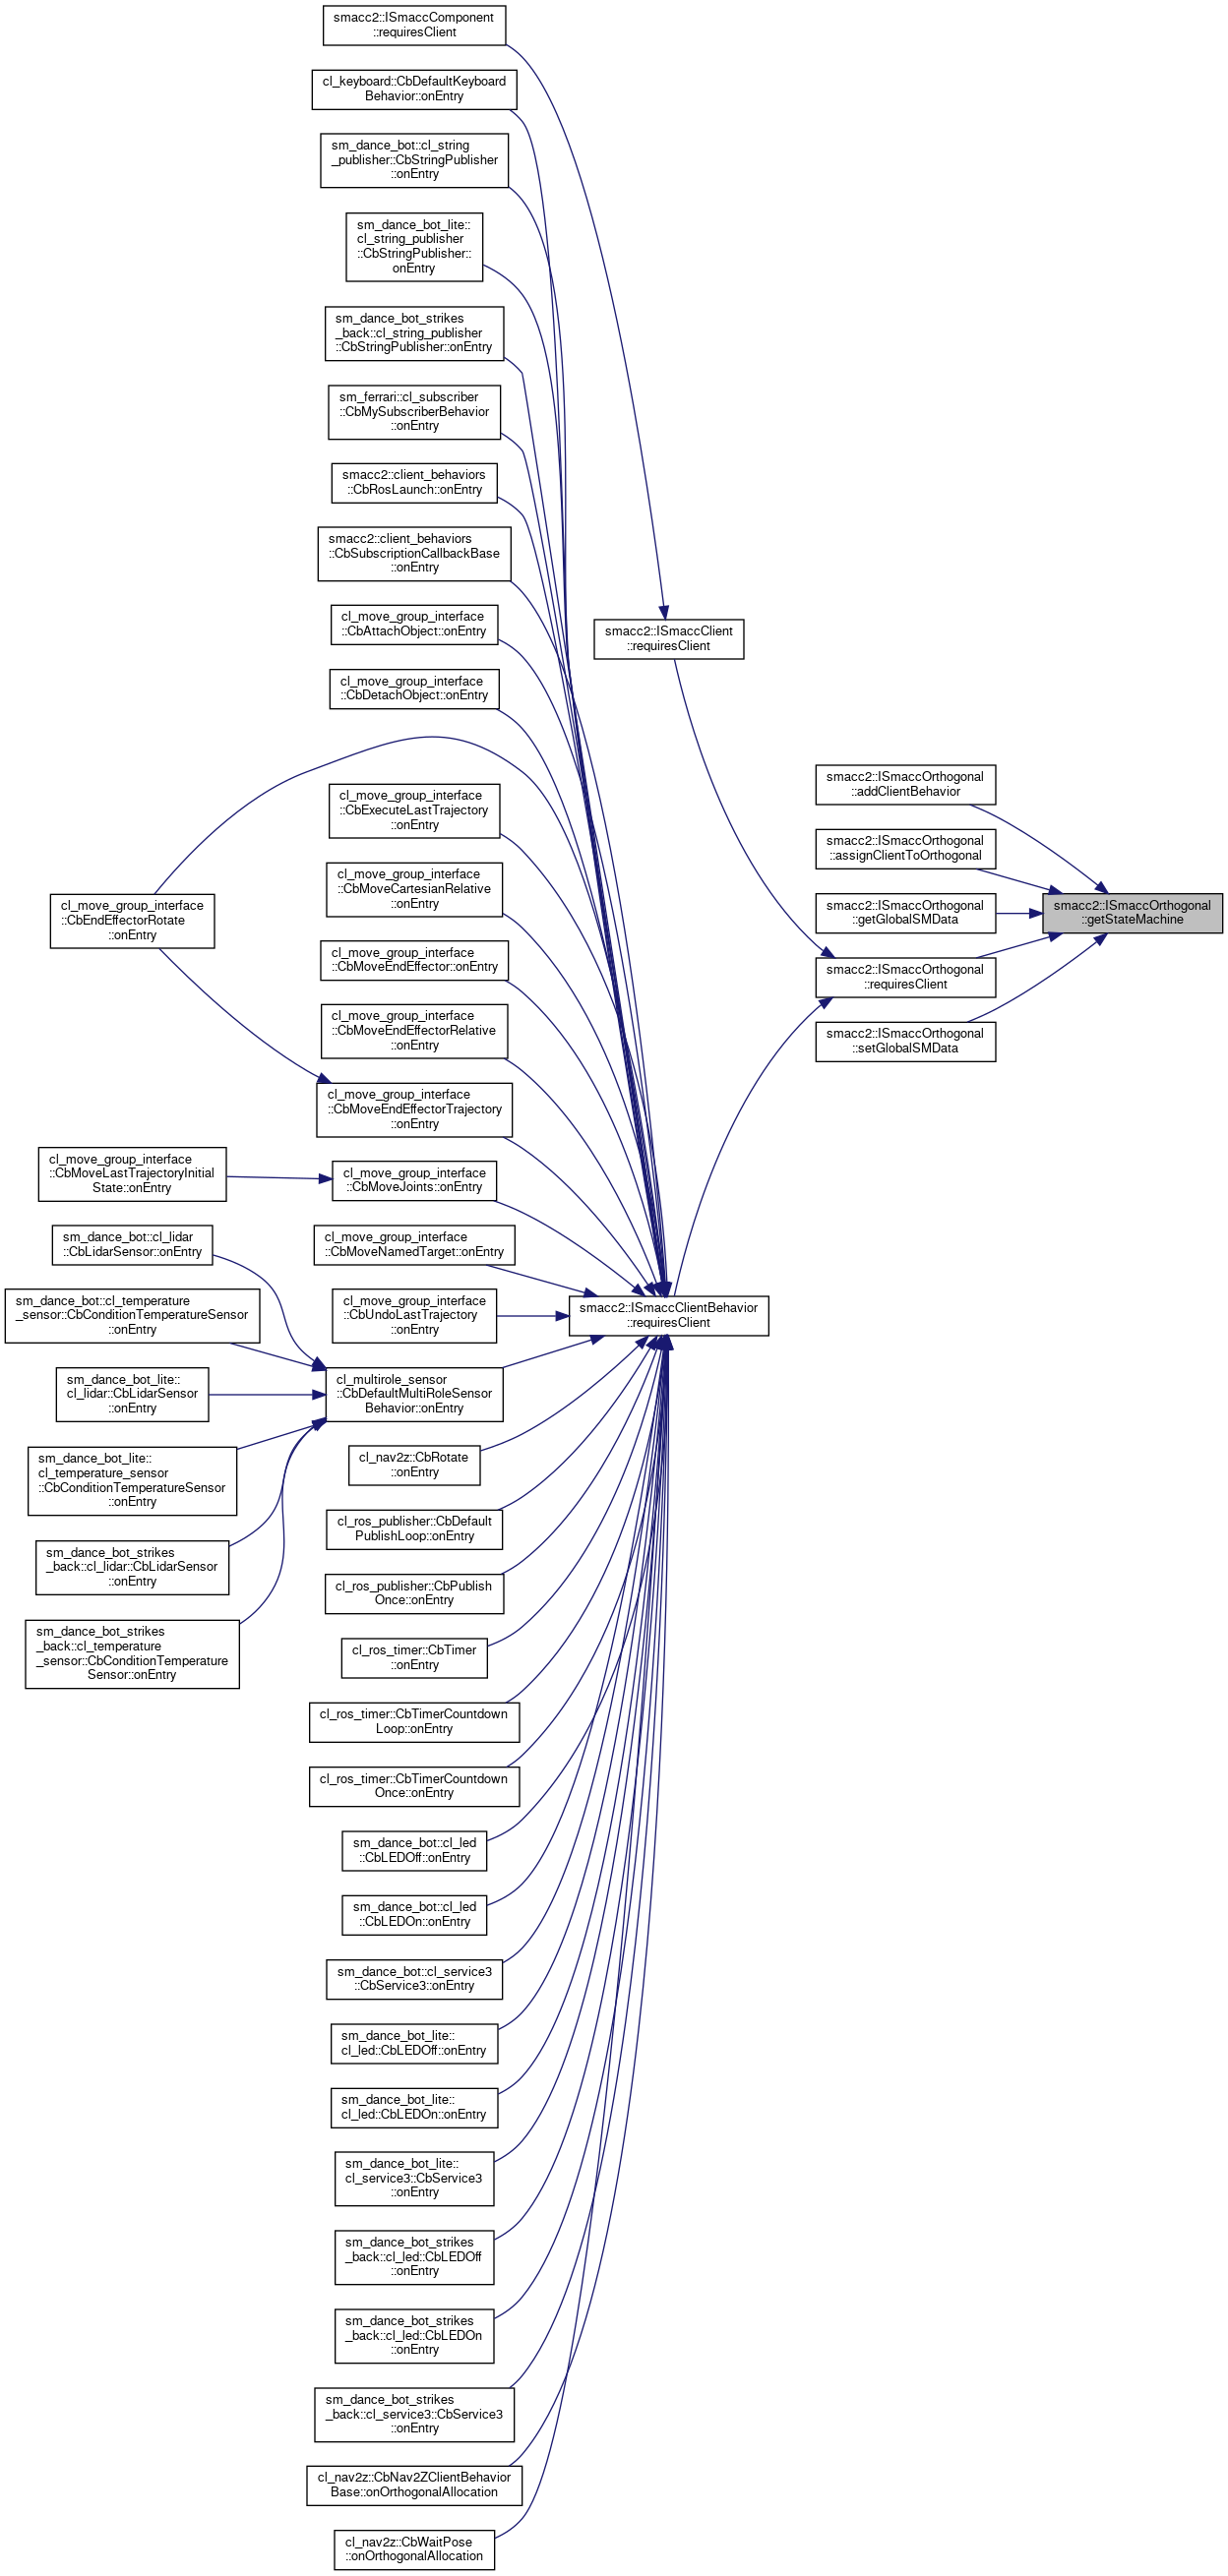 smacc2::ISmaccComponent
::requiresClient
cl_keyboard::CbDefaultKeyboard
Behavior::onEntry
sm_dance_bot::cl_string
_publisher::CbStringPublisher
::onEntry
sm_dance_bot_lite::
cl_string_publisher
::CbStringPublisher::
onEntry
sm_dance_bot_strikes
_back::cl_string_publisher
::CbStringPublisher::onEntry
sm_ferrari::cl_subscriber
::CbMySubscriberBehavior
::onEntry
smacc2::client_behaviors
::CbRosLaunch::onEntry
smacc2::client_behaviors
::CbSubscriptionCallbackBase
::onEntry
cl_move_group_interface
::CbAttachObject::onEntry
cl_move_group_interface
::CbDetachObject::onEntry
cl_move_group_interface
::CbExecuteLastTrajectory
::onEntry
cl_move_group_interface
::CbMoveCartesianRelative
::onEntry
cl_move_group_interface
::CbEndEffectorRotate
::onEntry
cl_move_group_interface
::CbMoveEndEffector::onEntry
cl_move_group_interface
::CbMoveEndEffectorRelative
::onEntry
cl_move_group_interface
::CbMoveEndEffectorTrajectory
::onEntry
cl_move_group_interface
::CbMoveLastTrajectoryInitial
State::onEntry
cl_move_group_interface
::CbMoveJoints::onEntry
cl_move_group_interface
::CbMoveNamedTarget::onEntry
cl_move_group_interface
::CbUndoLastTrajectory
::onEntry
sm_dance_bot::cl_lidar
::CbLidarSensor::onEntry
sm_dance_bot::cl_temperature
_sensor::CbConditionTemperatureSensor
::onEntry
sm_dance_bot_lite::
cl_lidar::CbLidarSensor
::onEntry
sm_dance_bot_lite::
cl_temperature_sensor
::CbConditionTemperatureSensor
::onEntry
sm_dance_bot_strikes
_back::cl_lidar::CbLidarSensor
::onEntry
sm_dance_bot_strikes
_back::cl_temperature
_sensor::CbConditionTemperature
Sensor::onEntry
cl_multirole_sensor
::CbDefaultMultiRoleSensor
Behavior::onEntry
cl_nav2z::CbRotate
::onEntry
cl_ros_publisher::CbDefault
PublishLoop::onEntry
cl_ros_publisher::CbPublish
Once::onEntry
cl_ros_timer::CbTimer
::onEntry
cl_ros_timer::CbTimerCountdown
Loop::onEntry
cl_ros_timer::CbTimerCountdown
Once::onEntry
sm_dance_bot::cl_led
::CbLEDOff::onEntry
sm_dance_bot::cl_led
::CbLEDOn::onEntry
sm_dance_bot::cl_service3
::CbService3::onEntry
sm_dance_bot_lite::
cl_led::CbLEDOff::onEntry
sm_dance_bot_lite::
cl_led::CbLEDOn::onEntry
sm_dance_bot_lite::
cl_service3::CbService3
::onEntry
sm_dance_bot_strikes
_back::cl_led::CbLEDOff
::onEntry
sm_dance_bot_strikes
_back::cl_led::CbLEDOn
::onEntry
sm_dance_bot_strikes
_back::cl_service3::CbService3
::onEntry
cl_nav2z::CbNav2ZClientBehavior
Base::onOrthogonalAllocation
cl_nav2z::CbWaitPose
::onOrthogonalAllocation
smacc2::ISmaccClient
::requiresClient
smacc2::ISmaccClientBehavior
::requiresClient
smacc2::ISmaccOrthogonal
::addClientBehavior
smacc2::ISmaccOrthogonal
::assignClientToOrthogonal
smacc2::ISmaccOrthogonal
::getGlobalSMData
smacc2::ISmaccOrthogonal
::requiresClient
smacc2::ISmaccOrthogonal
::setGlobalSMData
smacc2::ISmaccOrthogonal
::getStateMachine